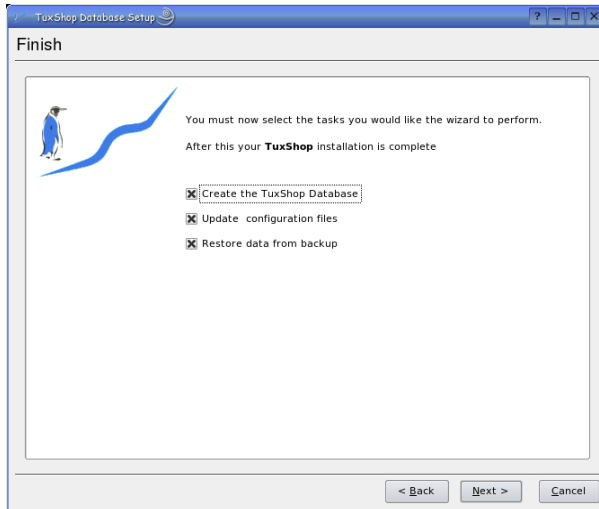 TuxShop Database Setup
Finish
You must now select the tasks you would like the wizard to perform.
After this your TuxShop installation is complete
Create the TuxShop Database
Update configuration files
Restore data from backup
< Back
Next >
Cancel